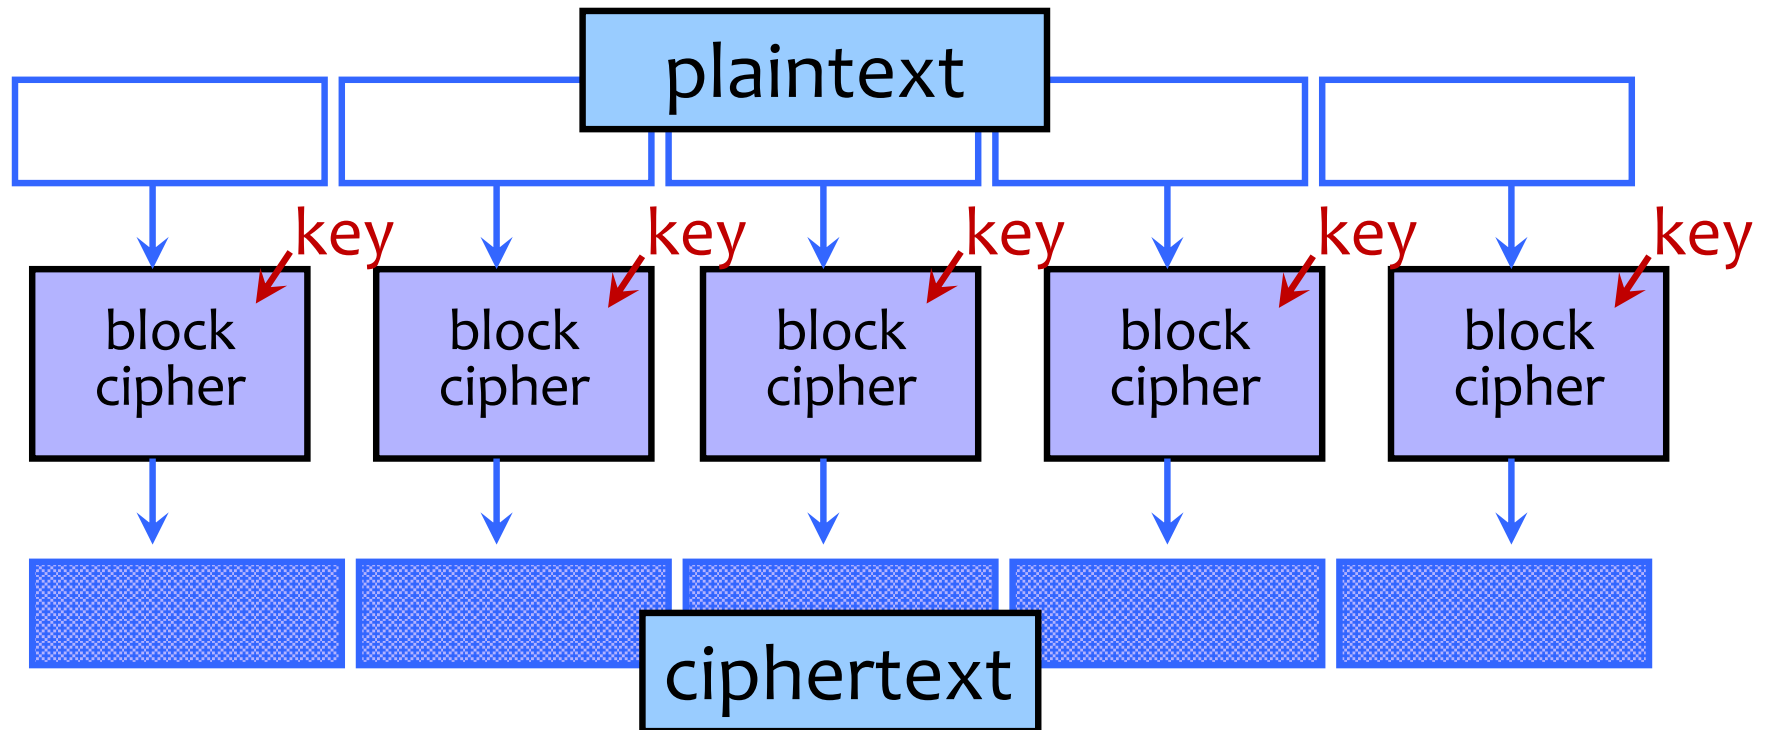 plaintext
key key key key key
block block block block block
cipher cipher cipher cipher cipher
ciphertext